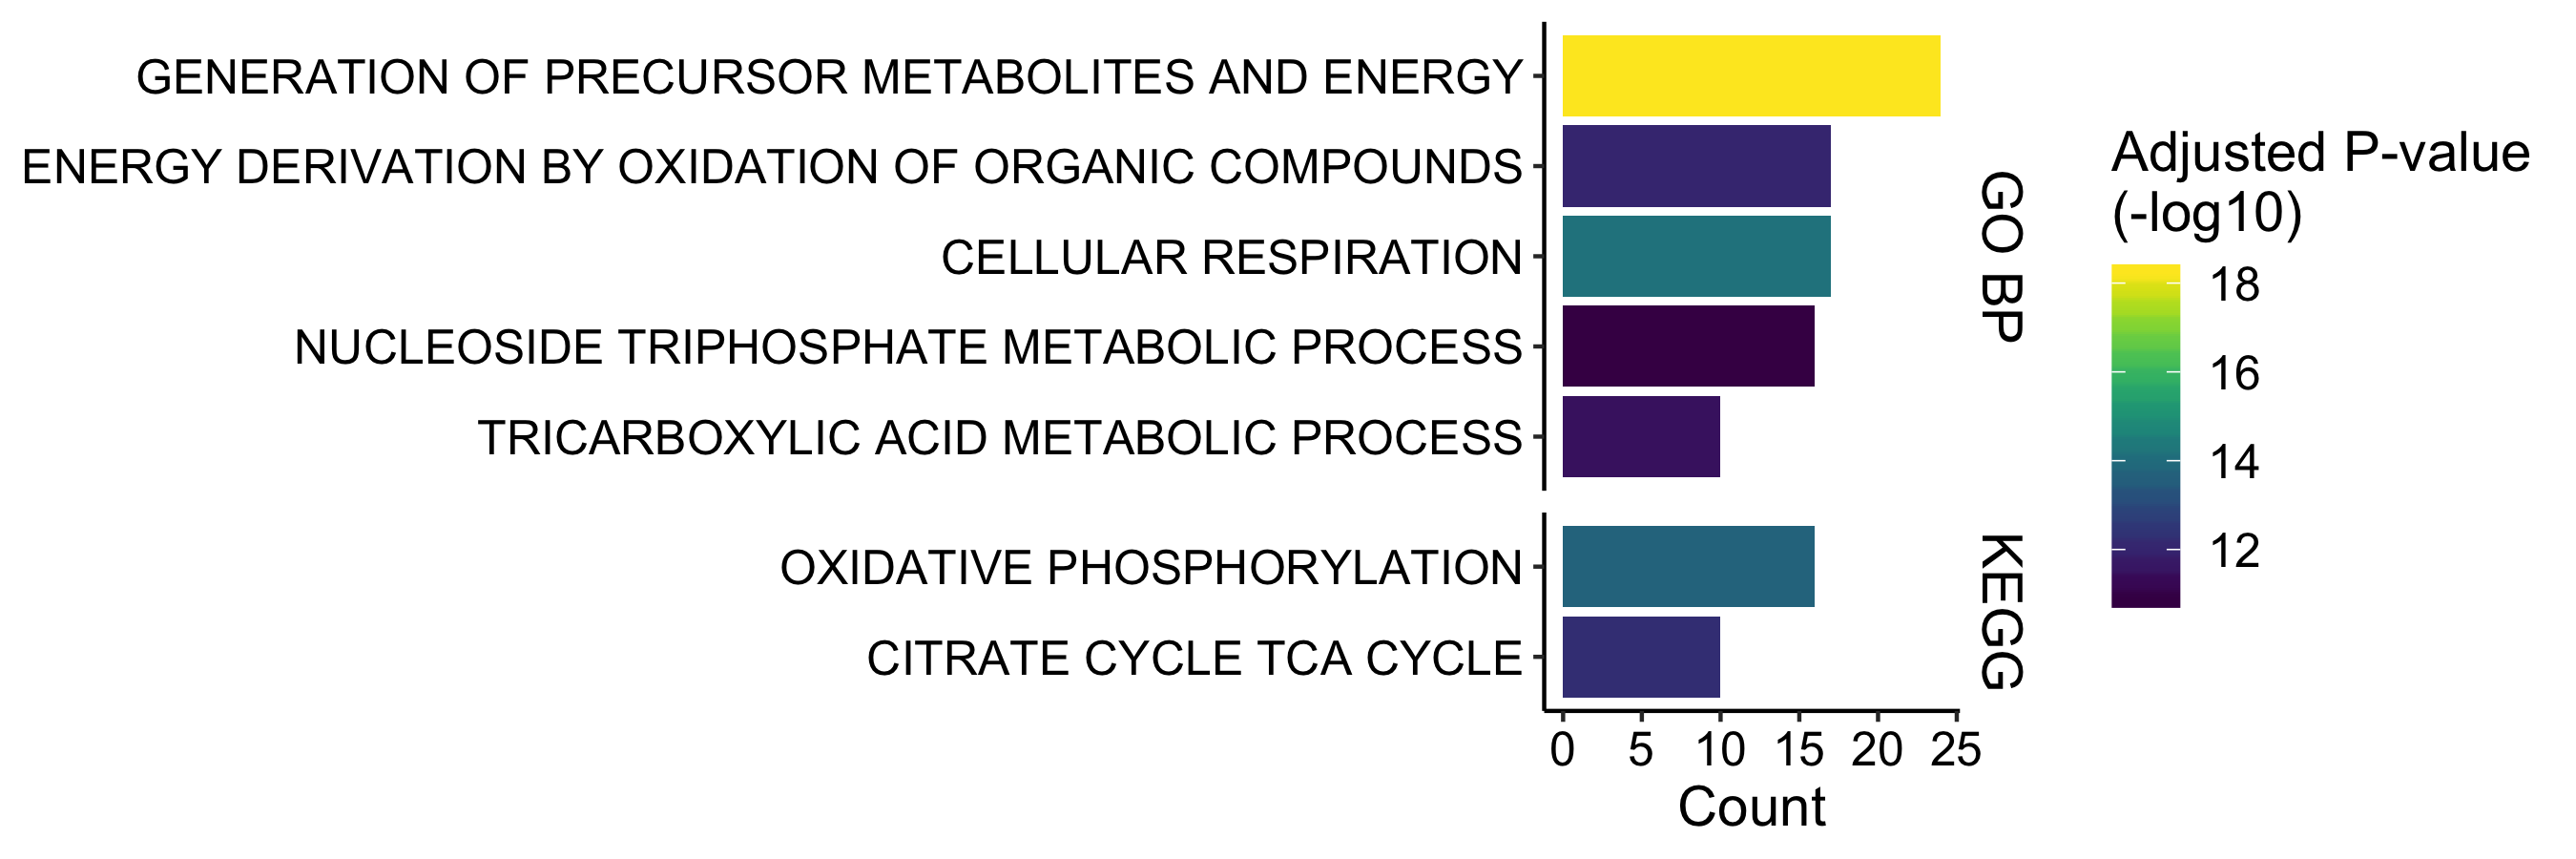 GENERATION OF PRECURSOR METABOLITES AND ENERGY
ENERGY DERIVATION BY OXIDATION OF ORGANIC COMPOUNDS
CELLULAR RESPIRATION
NUCLEOSIDE TRIPHOSPHATE METABOLIC PROCESS
TRICARBOXYLIC ACID METABOLIC PROCESS
GO BP
OXIDATIVE PHOSPHORYLATION
CITRATE CYCLE TCA CYCLE
KEGG
0 5 10 15 20 25
Count
Adjusted P-value
(-log10)
18
16
14
12